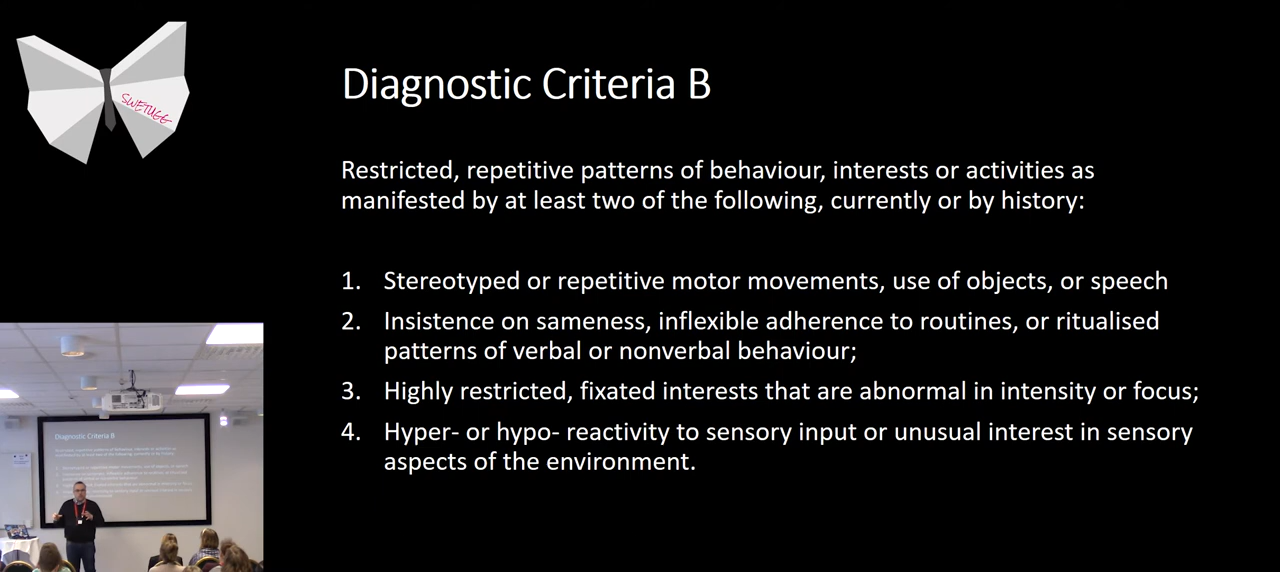 SWETUGG
Diagnostic Criteria B
Restricted, repetitive patterns of behaviour, interests or activities as
manifested by at least two of the following, currently or by history:
1. Stereotyped or repetitive motor movements, use of objects, or speech
2. Insistence on sameness, inflexible adherence to routines, or ritualised
patterns of verbal or nonverbal behaviour;
3. Highly restricted, fixated interests that are abnormal in intensity or focus;
4. Hyper- or hypo- reactivity to sensory input or unusual interest in sensory
aspects of the environment.
Diagnostic Criteria B